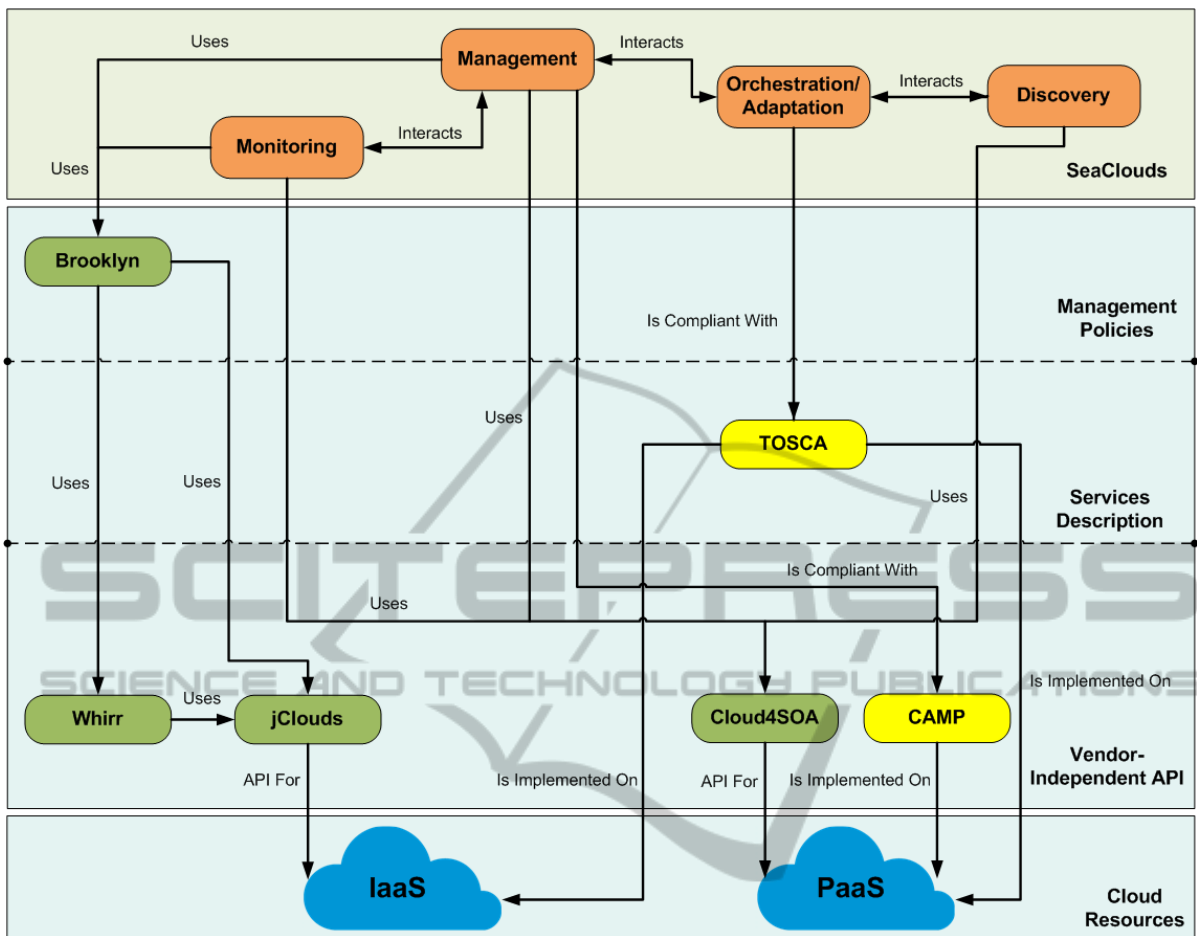 Uses
Management
Interacts
Orchestration/
Adaptation
Interacts
Discovery
Monitoring
Interacts
Uses
SeaClouds
Brooklyn
Management
Policies
Is Compliant With
Uses
TOSCA
Uses
Uses
Uses
Services
Description
SCITEPRESS
Is Compliant With
Uses
SCIENCE AND TECHNOLOGY PUBLICATIONS
Is Implemented On
Uses
Whirr
jClouds
Cloud4SOA
CAMP
Vendor-
Independent API
API For
Is Implemented On
API For
Is Implemented On
IaaS
PaaS
Cloud
Resources